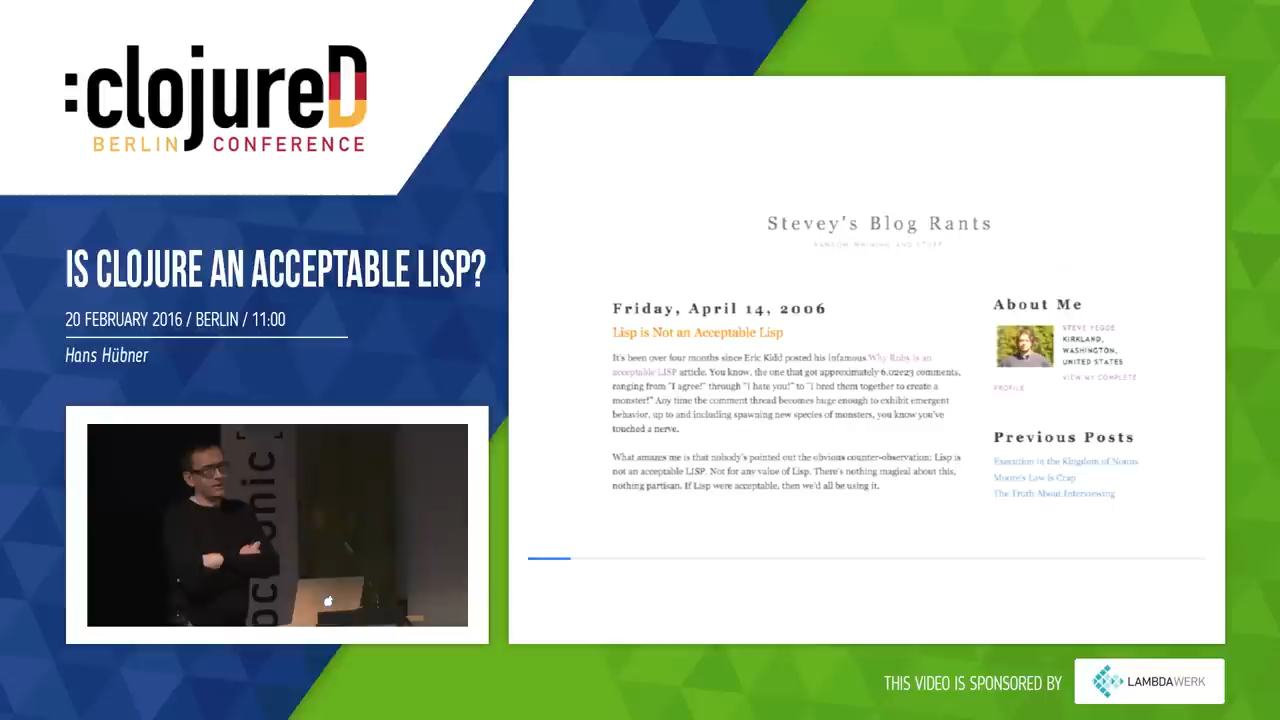 :clojureD
BERLIN CONFERENCE
IS CLOJURE AN ACCEPTABLE LISP?
20 FEBRUARY 2016 / BERLIN / 11:00
Hans Hübner
Stevey's Blog Rants
RANDOM WHINING AND STUFF
Friday, April 14, 2006
Lisp is Not an Acceptable Lisp
It's been over four months since Eric Kidd posted his infamous Why Ruby is an
acceptable LISP article. You know, the one that got approximately 6.02e23 comments,
ranging from "I agree!" through "I hate you!" to "I bred them together to create a
monster!" Any time the comment thread becomes huge enough to exhibit emergent
behavior, up to and including spawning new species of monsters, you know you've
touched a nerve.
What amazes me is that nobody's pointed out the obvious counter-observation: Lisp is
not an acceptable LISP. Not for any value of Lisp. There's nothing magical about this,
nothing partisan. If Lisp were acceptable, then we'd all be using it.
About Me
STEVE YEGGE
KIRKLAND,
WASHINGTON,
UNITED STATES
VIEW MY COMPLETE
PROFILE
Previous Posts
Execution in the Kingdom of Nouns
Moore's Law is Crap
The Truth About Interviewing
THIS VIDEO IS SPONSORED BY
LAMBDAWERK